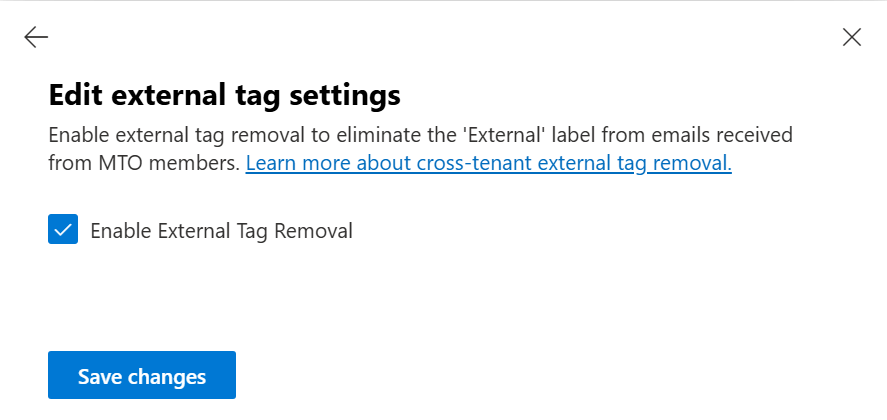 Edit external tag settings
Enable external tag removal to eliminate the 'External' label from emails received
from MTO members. Learn more about cross-tenant external tag removal.
Enable External Tag Removal
Save changes